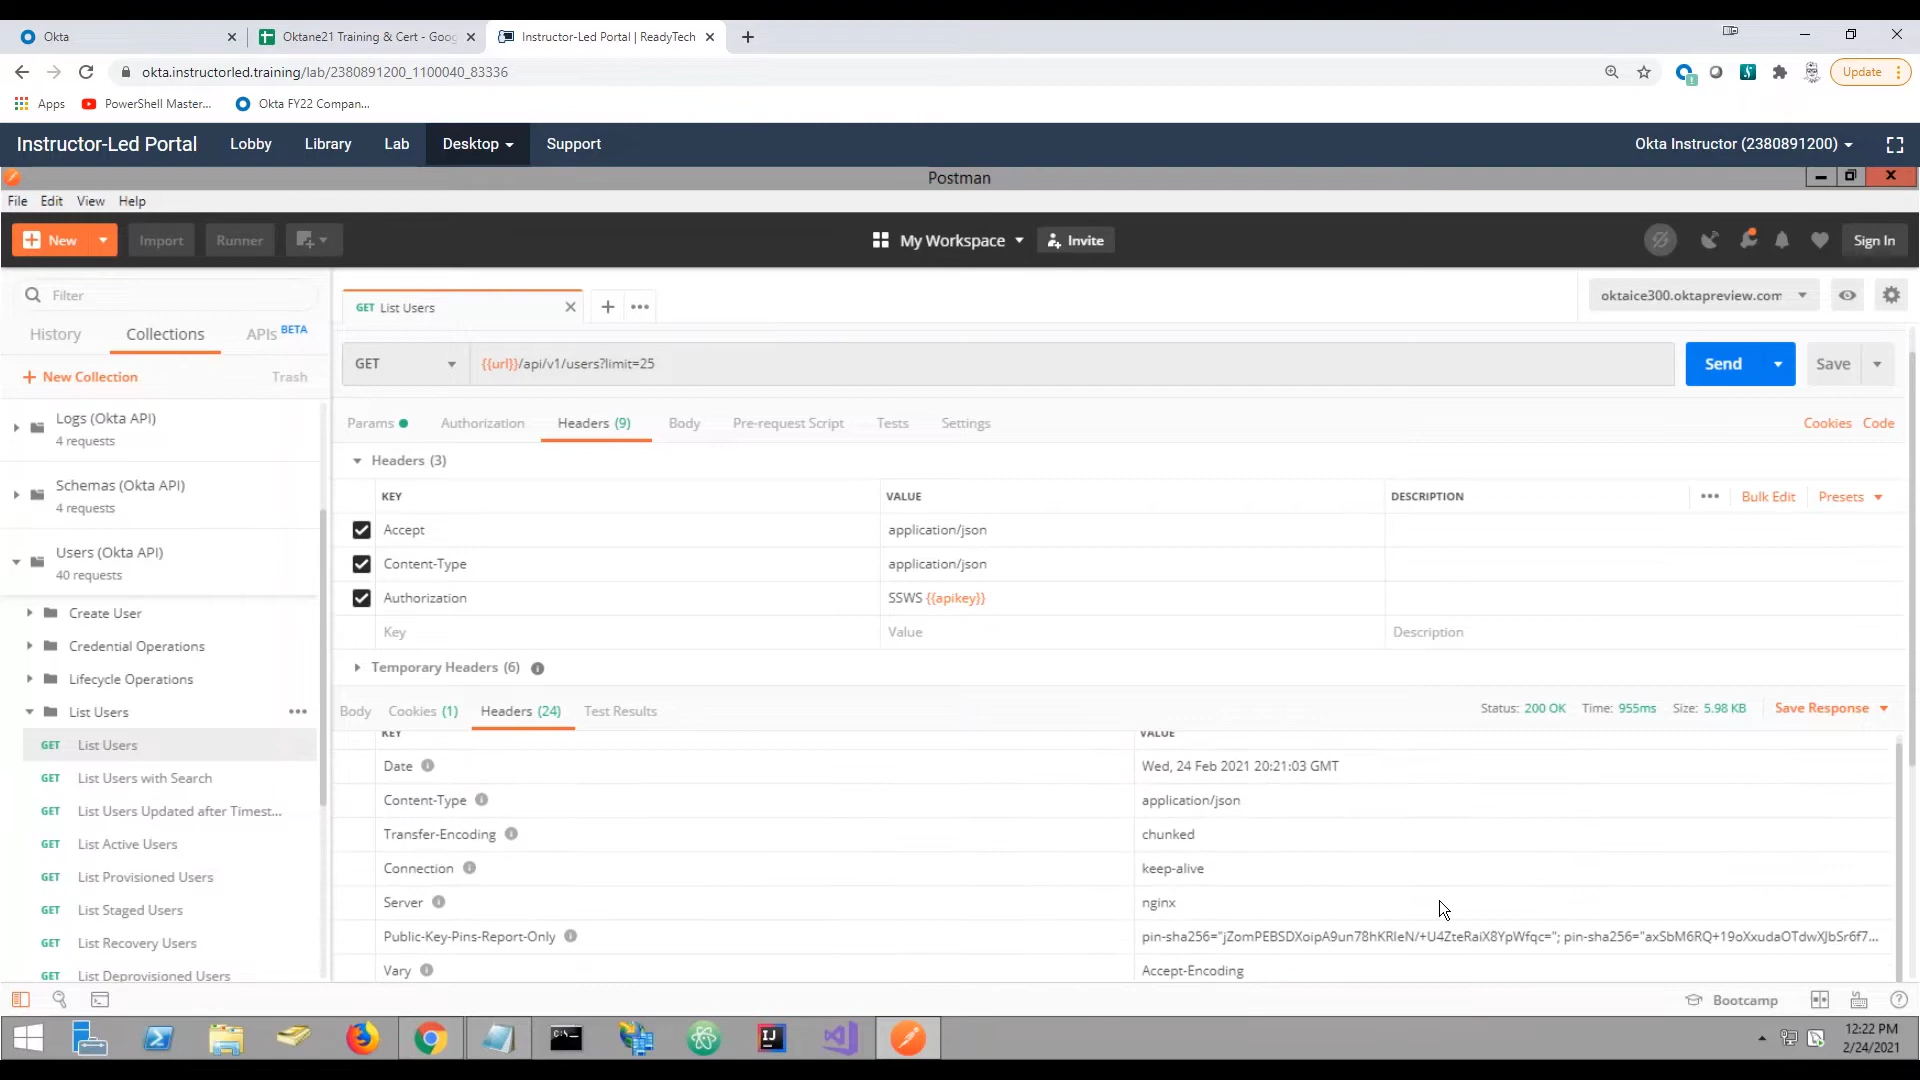 Okta
Oktane21 Training & Cert - Goog
Instructor-Led Portal | ReadyTech
okta.instructorled.training/lab/2380891200_1100040_83336
Update
Apps
PowerShell Master...
Okta FY22 Compan...
Instructor-Led Portal
Lobby
Library
Lab
Desktop
Support
Okta Instructor (2380891200)
Postman
File Edit View Help
New
Import
Runner
My Workspace
Invite
Sign In
Filter
History
Collections
APIs BETA
+ New Collection
Trash
Logs (Okta API)
4 requests
Schemas (Okta API)
4 requests
Users (Okta API)
40 requests
Create User
Credential Operations
Lifecycle Operations
List Users
GET List Users
GET List Users with Search
GET List Users Updated after Timest...
GET List Active Users
GET List Provisioned Users
GET List Staged Users
GET List Recovery Users
GET List Deprovisioned Users
GET List Users
oktaice300.oktapreview.com
GET
{{url}}/api/v1/users?limit=25
Send
Save
Params
Authorization
Headers (9)
Body
Pre-request Script
Tests
Settings
Cookies
Code
Headers (3)
KEY VALUE DESCRIPTION
Bulk Edit
Presets
Accept application/json
Content-Type application/json
Authorization SSWS {{apikey}}
Key Value Description
Temporary Headers (6)
Body
Cookies (1)
Headers (24)
Test Results
Status: 200 OK
Time: 955ms
Size: 5.98 KB
Save Response
KEY VALUE
Date Wed, 24 Feb 2021 20:21:03 GMT
Content-Type application/json
Transfer-Encoding chunked
Connection keep-alive
Server nginx
Public-Key-Pins-Report-Only pin-sha256="jZomPEBSDXoipA9un78hKRIeN/+U4ZteRaiX8YpWfqc="; pin-sha256="axSbM6RQ+19oXxudaOTdwXJbSr6f7...
Vary Accept-Encoding
Bootcamp
12:22 PM
2/24/2021